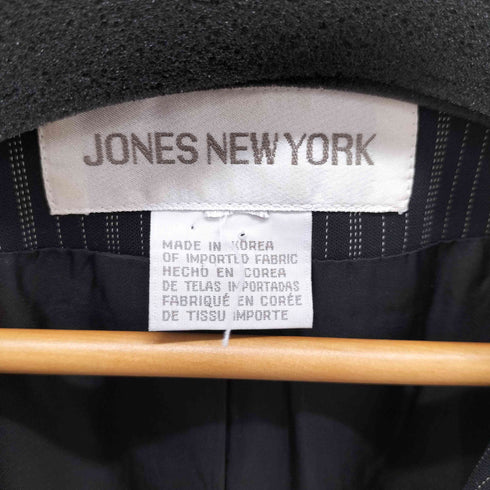 JONES NEW YORK
MADE IN KOREA
OF IMPORTED FABRIC
HECHO EN COREA
DE TELAS IMPORTADAS
FABRIQUÉ EN CORÉE
DE TISSU IMPORTE